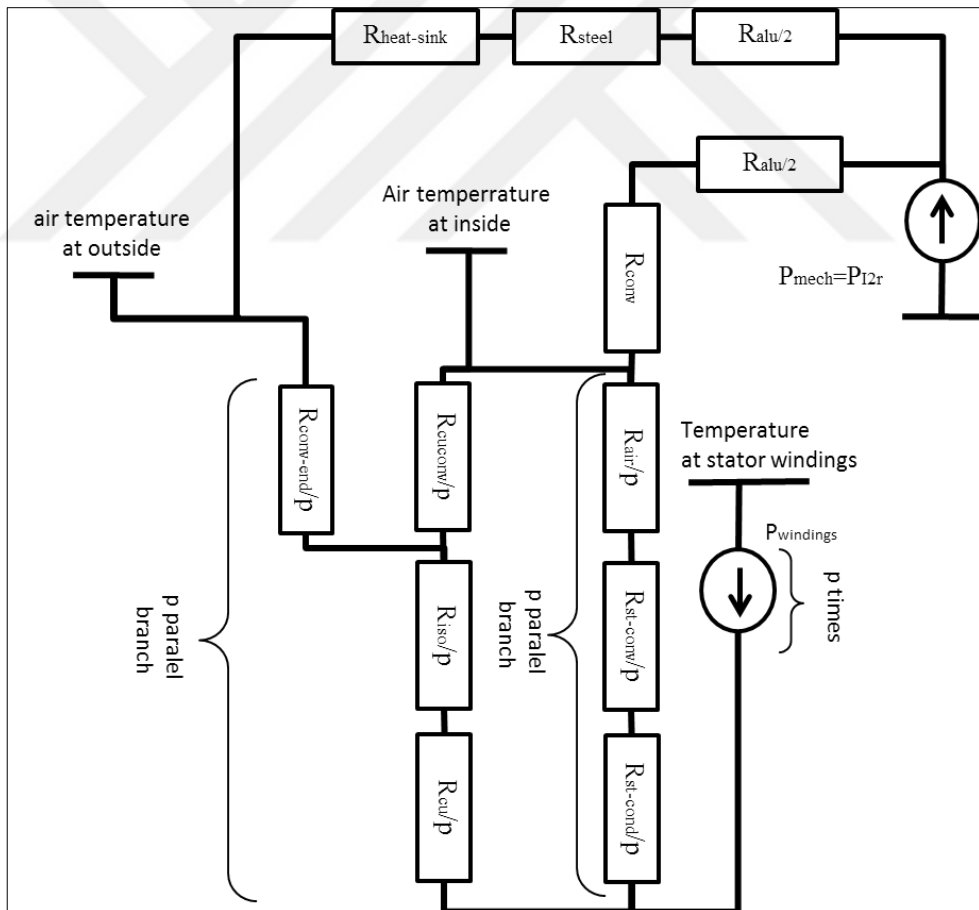 Rheat-sink
Rsteel
Ralu/2
Ralu/2
air temperature
at outside
Air temperrature
at inside
Rconv
Pmech=PI2r
Rconv-end/p
Rcuconv/p
Rair/p
Temperature
at stator windings
Pwindings
p times
p paralel
branch
p paralel
branch
Riso/p
Rst-conv/p
Rcu/p
Rst-cond/p